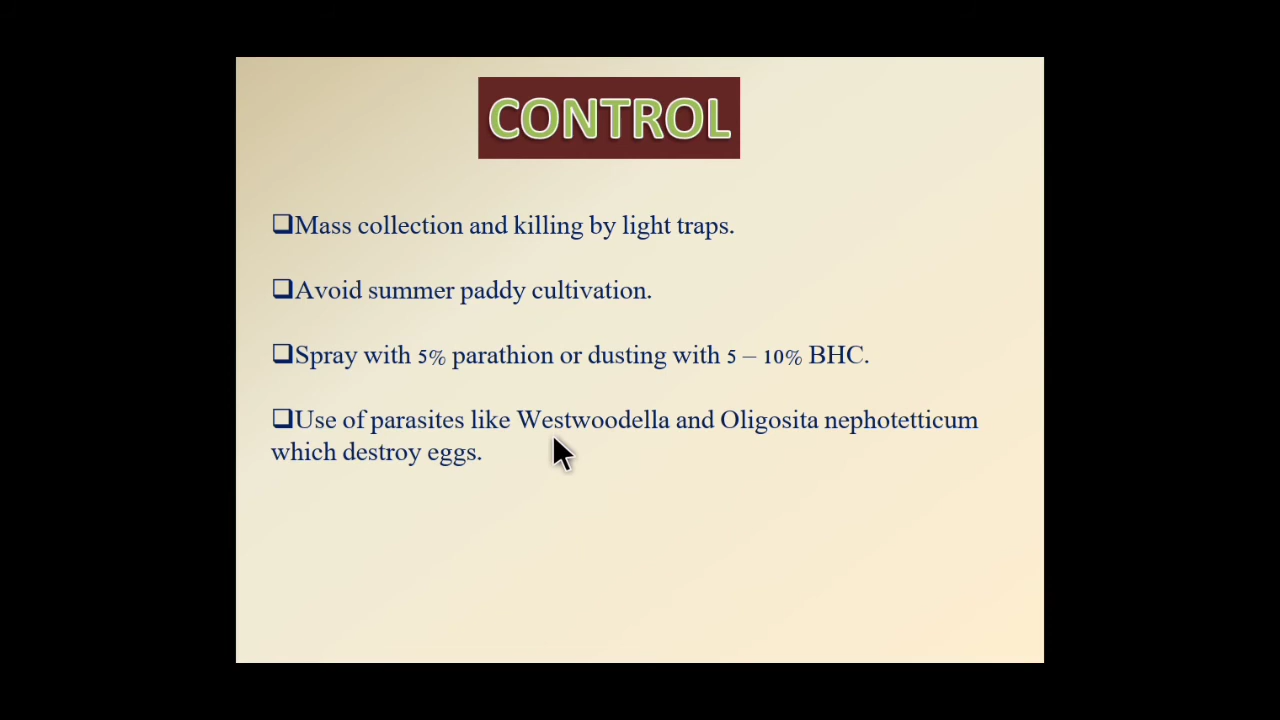 CONTROL
❑Mass collection and killing by light traps.
❑Avoid summer paddy cultivation.
❑Spray with 5% parathion or dusting with 5 – 10% BHC.
❑Use of parasites like Westwoodella and Oligosita nephotetticum
which destroy eggs.